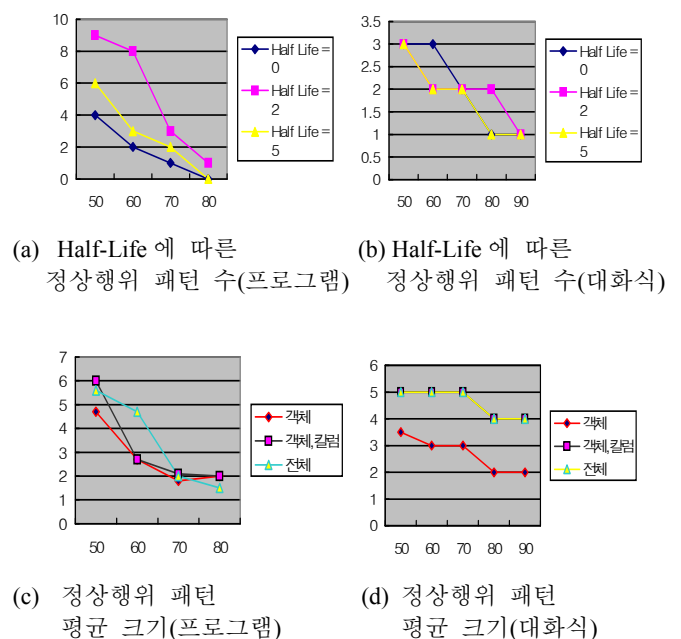 10
8
6
4
2
0
50 60 70 80
Half Life =
0
Half Life =
2
Half Life =
5
3.5
3
2.5
2
1.5
1
0.5
0
50 60 70 80 90
Half Life =
0
Half Life =
2
Half Life =
5
(a) Half-Life 에 따른
정상행위 패턴 수(프로그램)
(b) Half-Life 에 따른
정상행위 패턴 수(대화식)
7
6
5
4
3
2
1
0
50 60 70 80
객체
객체,칼럼
전체
6
5
4
3
2
1
0
50 60 70 80 90
객체
객체,칼럼
전체
(c) 정상행위 패턴
평균 크기(프로그램)
(d) 정상행위 패턴
평균 크기(대화식)